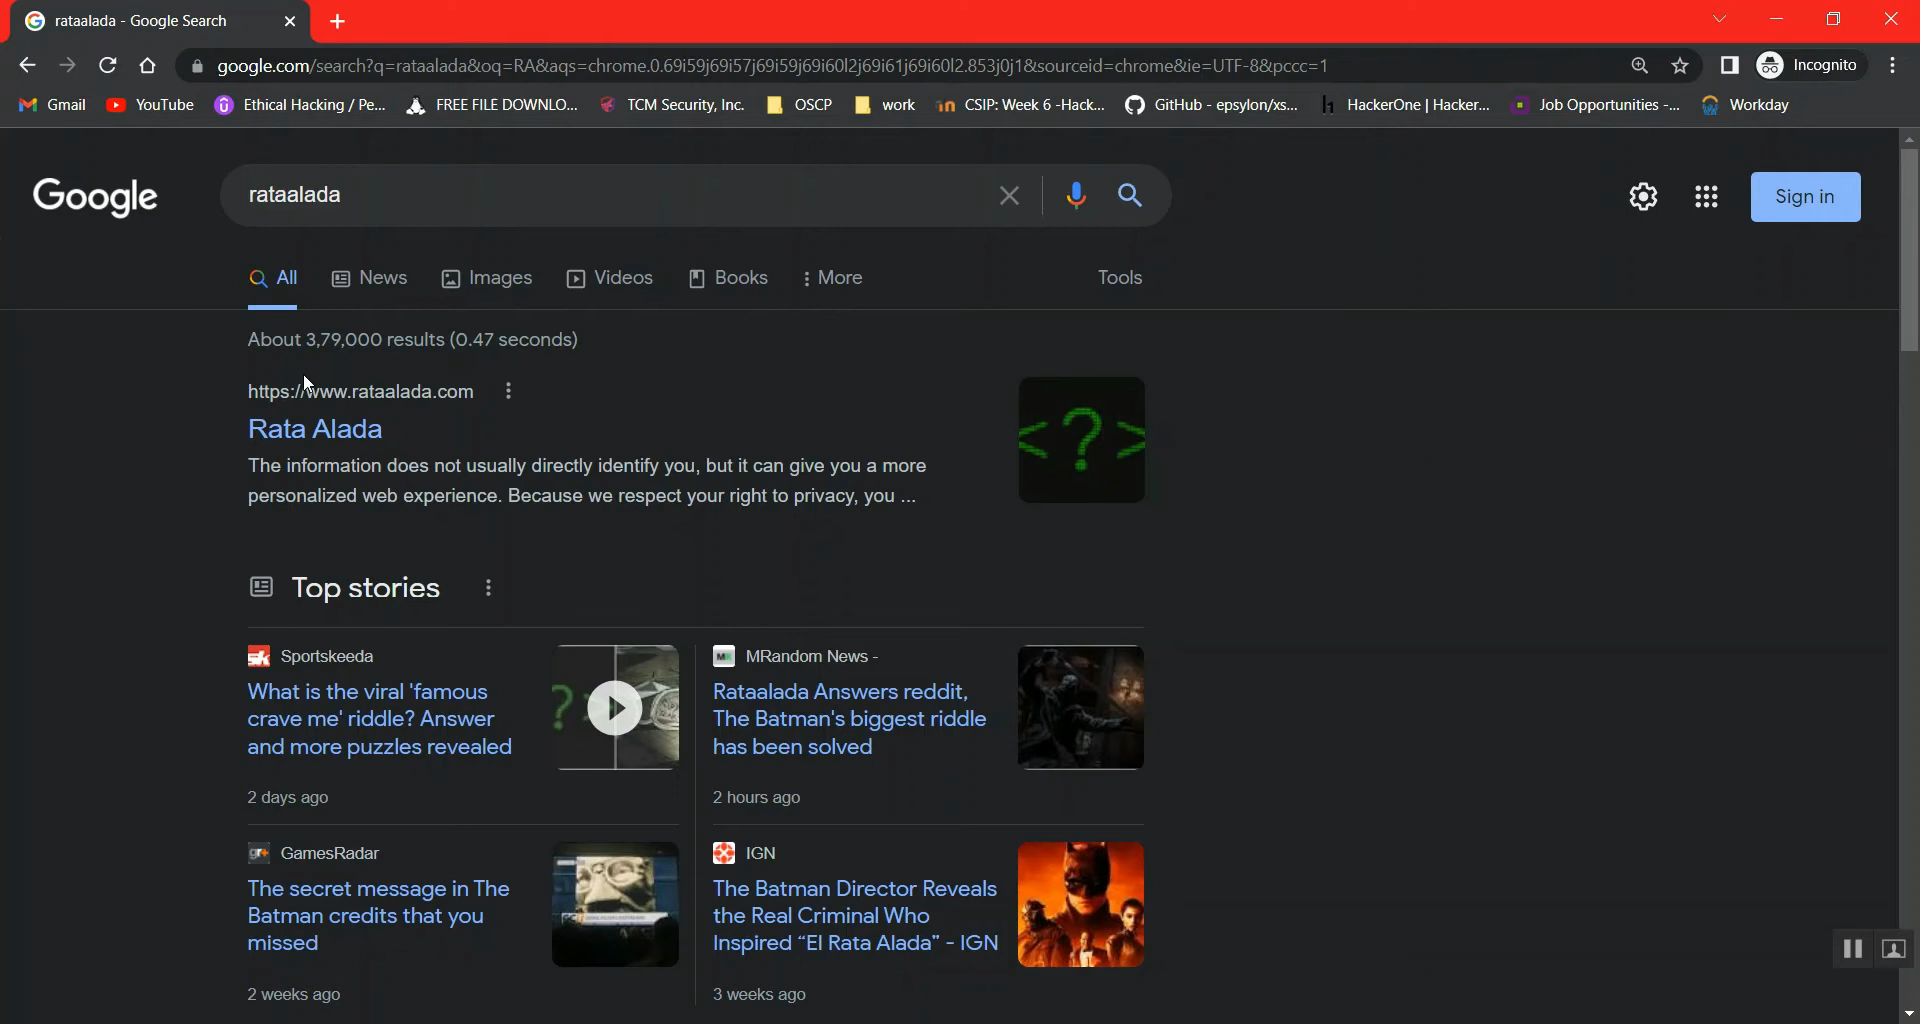 rataalada - Google Search
google.com/search?q=rataalada&oq=RA&aqs=chrome.0.69i59j69i57j69i59j69i60l2j69i61j69i60l2.853j0j1&sourceid=chrome&ie=UTF-8&pccc=1
Incognito
Gmail YouTube Ethical Hacking / Pe... FREE FILE DOWNLO... TCM Security, Inc. OSCP work CSIP: Week 6 -Hack... GitHub - epsylon/xs... HackerOne | Hacker... Job Opportunities -... Workday
Google
rataalada
Sign in
All News Images Videos Books More Tools
About 3,79,000 results (0.47 seconds)
https://www.rataalada.com
Rata Alada
The information does not usually directly identify you, but it can give you a more
personalized web experience. Because we respect your right to privacy, you ...
<?>
Top stories
Sportskeeda
What is the viral 'famous
crave me' riddle? Answer
and more puzzles revealed
2 days ago
MRandom News -
Rataalada Answers reddit,
The Batman's biggest riddle
has been solved
2 hours ago
GamesRadar
The secret message in The
Batman credits that you
missed
2 weeks ago
IGN
The Batman Director Reveals
the Real Criminal Who
Inspired “El Rata Alada” - IGN
3 weeks ago